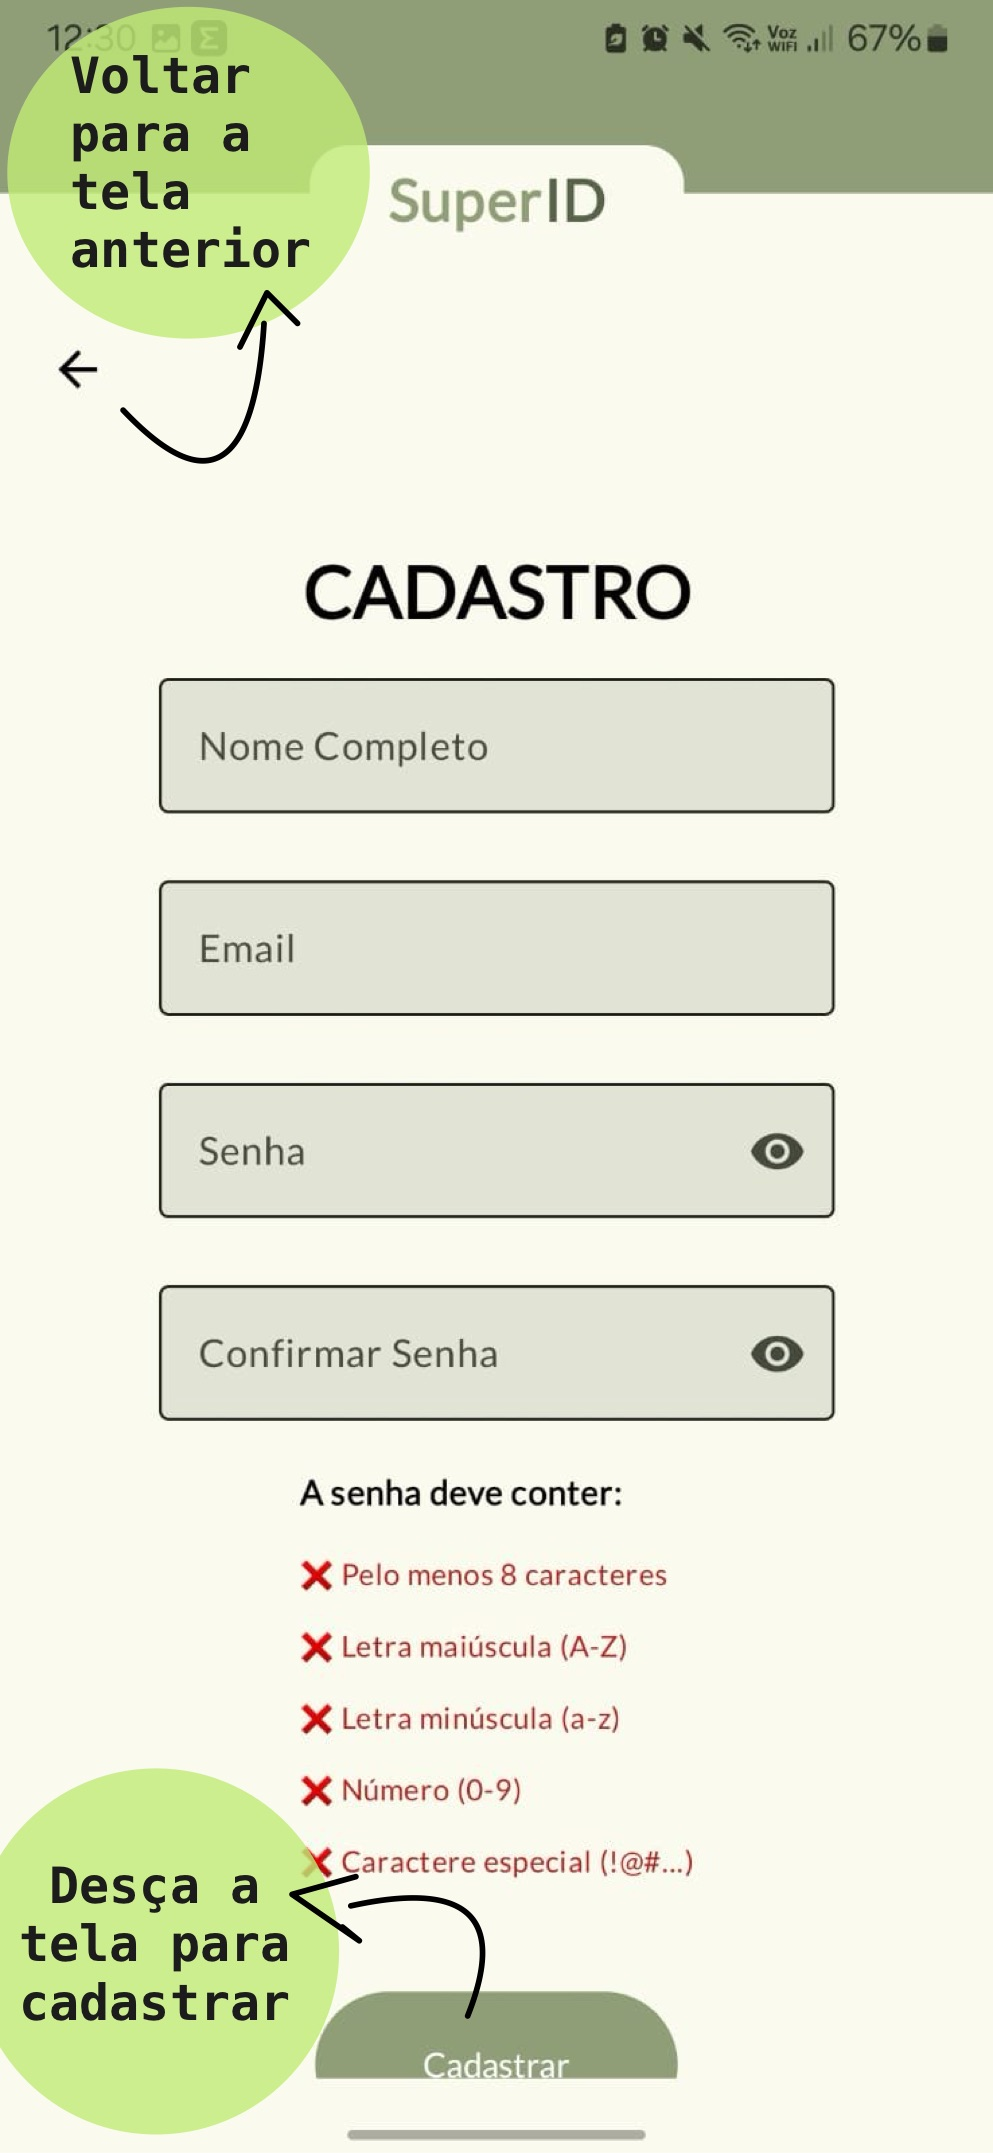 12:30
Voz
WIFI
67%
Voltar
para a
tela
anterior
SuperID
CADASTRO
Nome Completo
Email
Senha
Confirmar Senha
A senha deve conter:
❌ Pelo menos 8 caracteres
❌ Letra maiúscula (A-Z)
❌ Letra minúscula (a-z)
❌ Número (0-9)
❌ Caractere especial (!@#...)
Desça a
tela para
cadastrar
Cadastrar